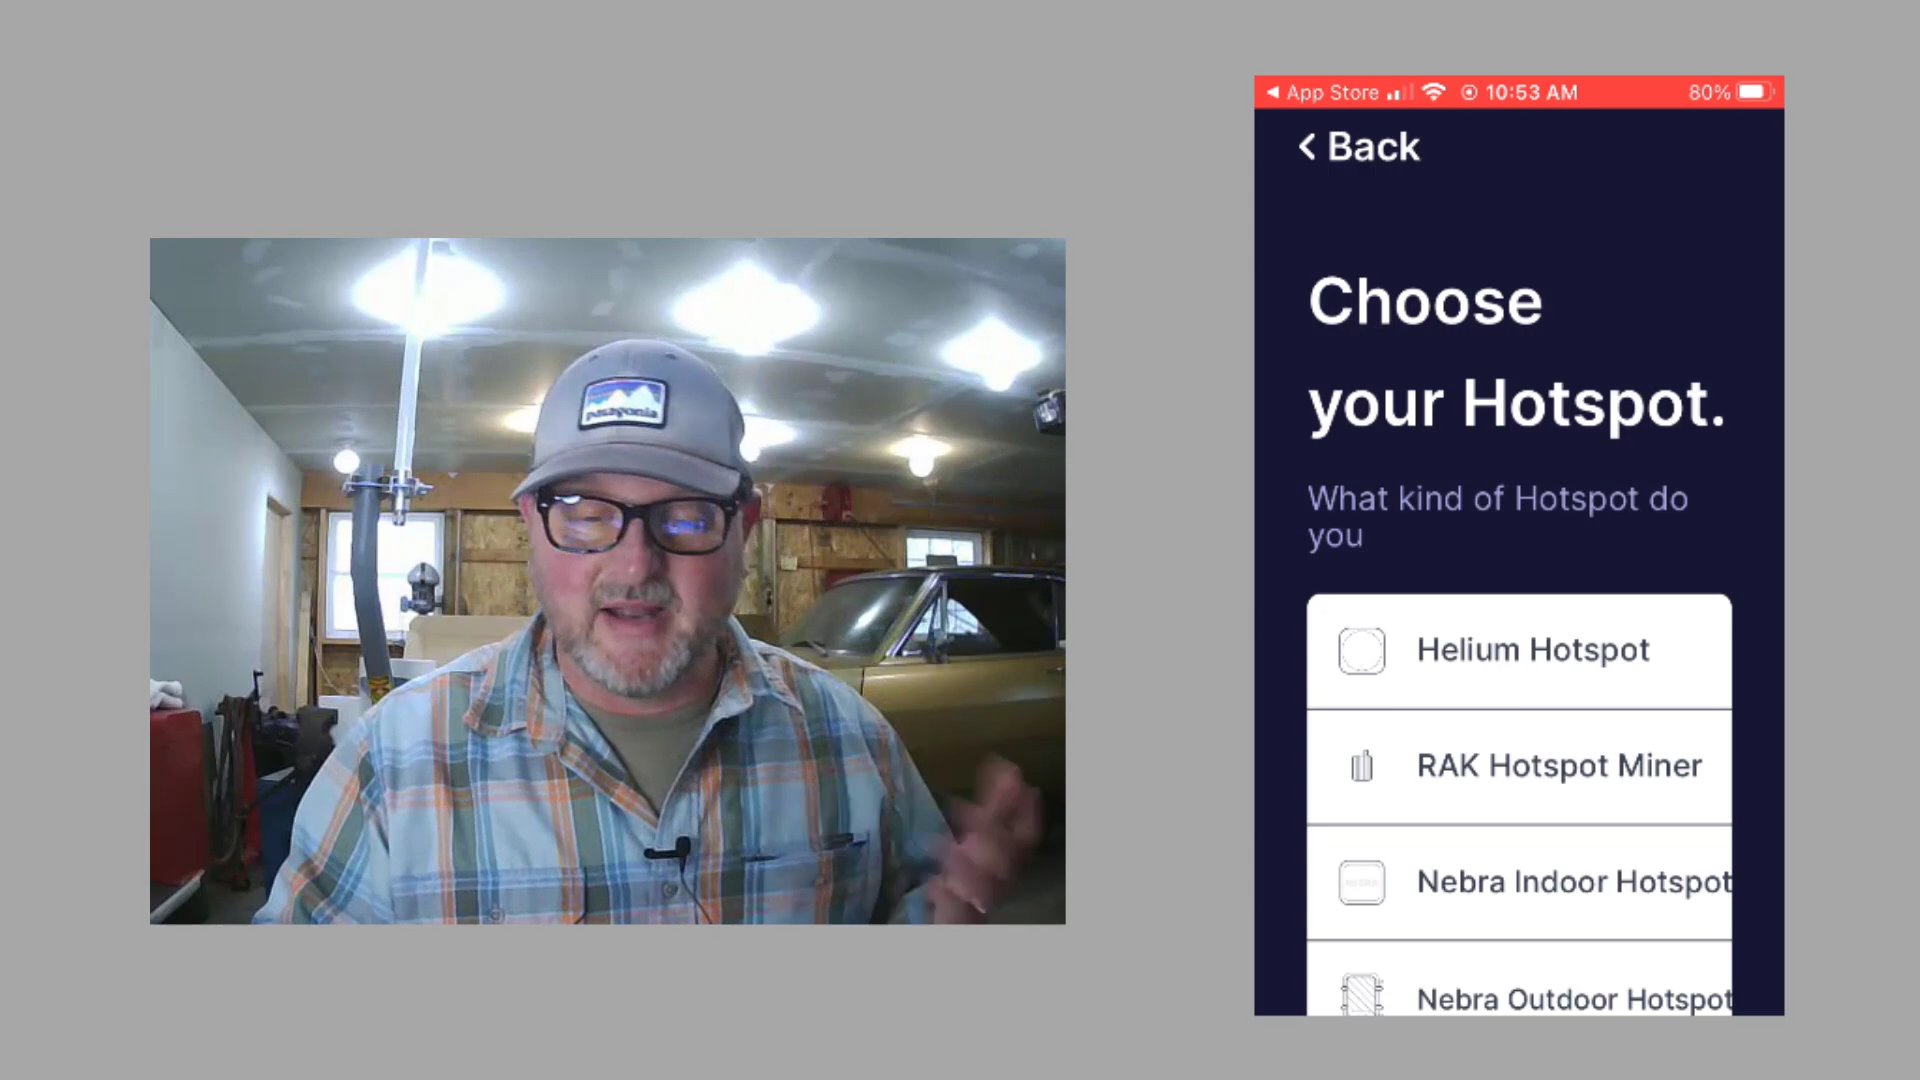 patagonia
App Store 10:53 AM 80%
Back
Choose
your Hotspot.
What kind of Hotspot do
you
Helium Hotspot
RAK Hotspot Miner
Nebra Indoor Hotspot
Nebra Outdoor Hotspot